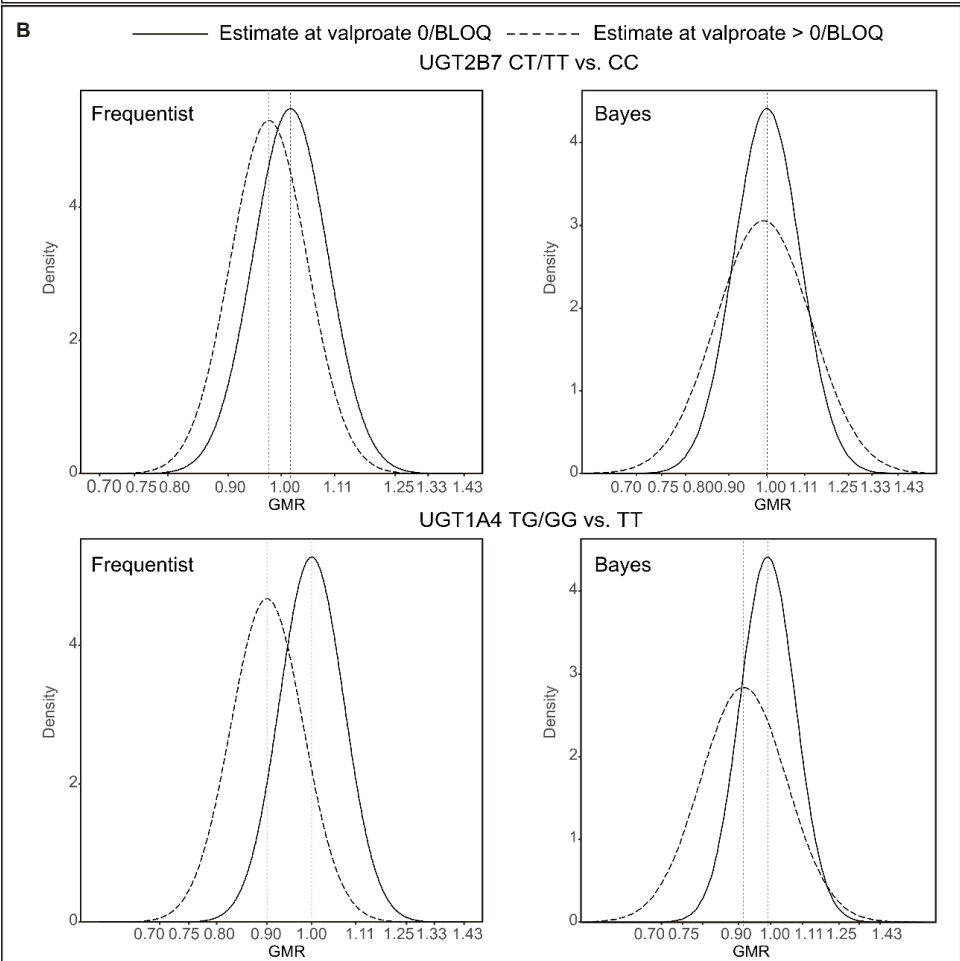 B
Estimate at valproate 0/BLOQ Estimate at valproate > 0/BLOQ
UGT2B7 CT/TT vs. CC
Frequentist
Density
4
2
0
0.70 0.75 0.80 0.90 1.00 1.11 1.25 1.33 1.43
GMR
Bayes
Density
4
3
2
1
0
0.70 0.75 0.80 0.90 1.00 1.11 1.25 1.33 1.43
GMR
UGT1A4 TG/GG vs. TT
Frequentist
Density
4
2
0
0.70 0.75 0.80 0.90 1.00 1.11 1.25 1.33 1.43
GMR
Bayes
Density
4
3
2
1
0
0.70 0.75 0.90 1.00 1.11 1.25 1.43
GMR